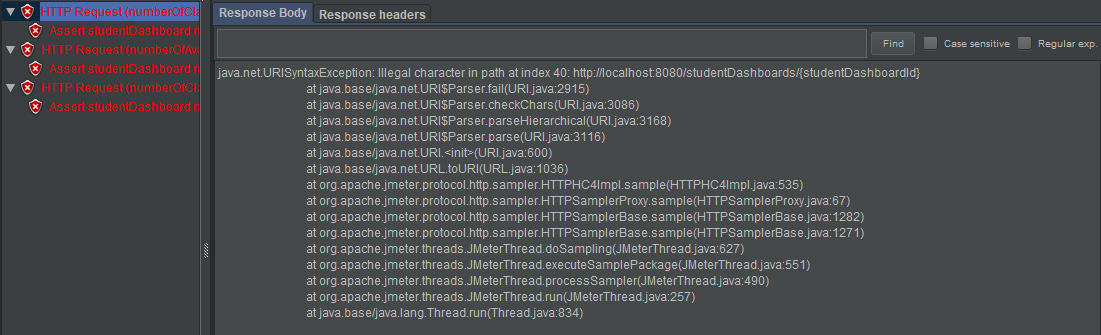 HTTP Request (numberOfCla
Assert studentDashboard n
HTTP Request (numberOfAva
Assert studentDashboard n
HTTP Request (numberOfCla
Assert studentDashboard n
Response Body Response headers
Find Case sensitive Regular exp.
java.net.URISyntaxException: Illegal character in path at index 40: http://localhost:8080/studentDashboards/{studentDashboardId}
at java.base/java.net.URI$Parser.fail(URI.java:2915)
at java.base/java.net.URI$Parser.checkChars(URI.java:3086)
at java.base/java.net.URI$Parser.parseHierarchical(URI.java:3168)
at java.base/java.net.URI$Parser.parse(URI.java:3116)
at java.base/java.net.URI.<init>(URI.java:600)
at java.base/java.net.URL.toURI(URL.java:1036)
at org.apache.jmeter.protocol.http.sampler.HTTPHC4Impl.sample(HTTPHC4Impl.java:535)
at org.apache.jmeter.protocol.http.sampler.HTTPSamplerProxy.sample(HTTPSamplerProxy.java:67)
at org.apache.jmeter.protocol.http.sampler.HTTPSamplerBase.sample(HTTPSamplerBase.java:1282)
at org.apache.jmeter.protocol.http.sampler.HTTPSamplerBase.sample(HTTPSamplerBase.java:1271)
at org.apache.jmeter.threads.JMeterThread.doSampling(JMeterThread.java:627)
at org.apache.jmeter.threads.JMeterThread.executeSamplePackage(JMeterThread.java:551)
at org.apache.jmeter.threads.JMeterThread.processSampler(JMeterThread.java:490)
at org.apache.jmeter.threads.JMeterThread.run(JMeterThread.java:257)
at java.base/java.lang.Thread.run(Thread.java:834)